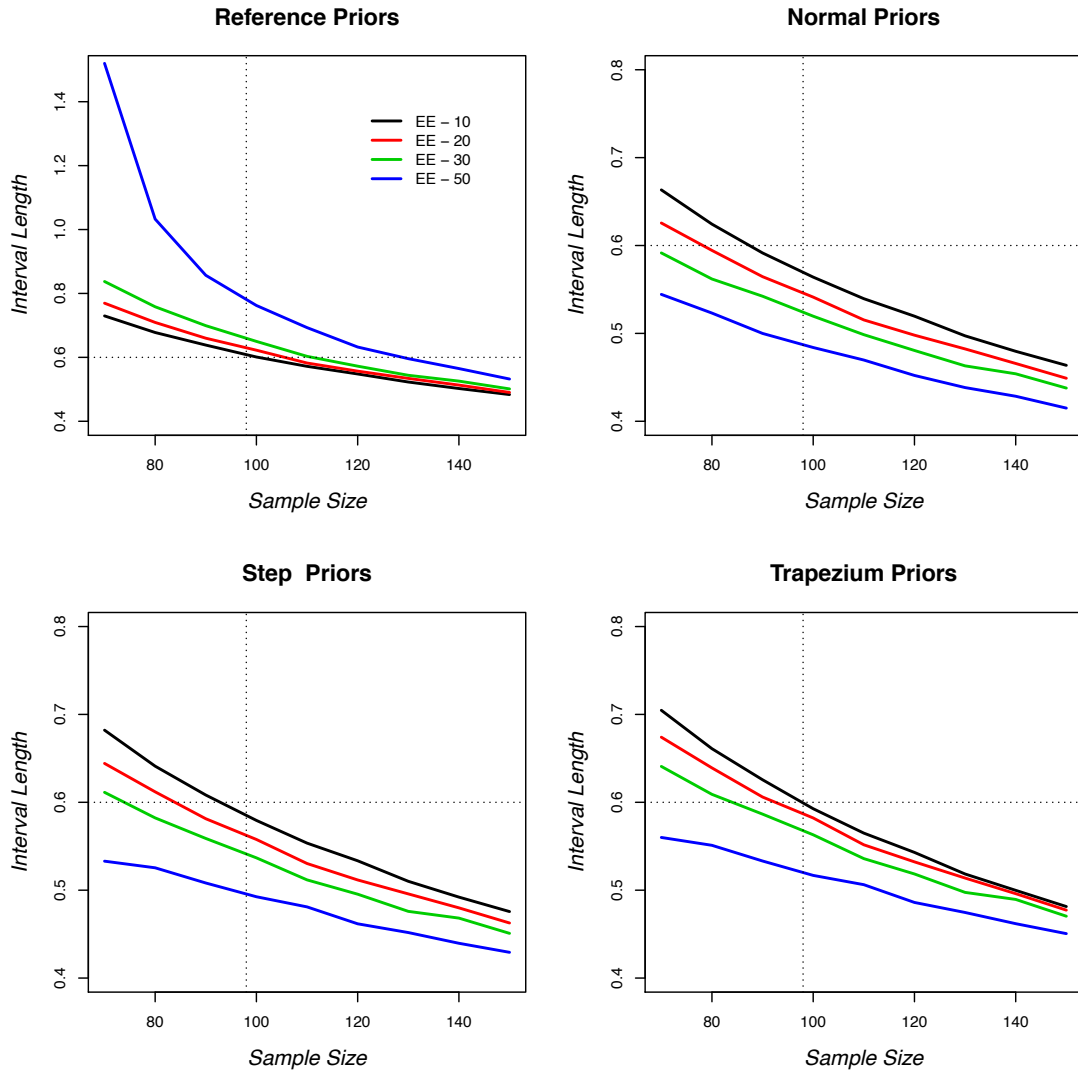 Reference Priors
Interval Length
0.4 0.6 0.8 1.0 1.2 1.4
EE − 10
EE − 20
EE − 30
EE − 50
80 100 120 140
Sample Size
Normal Priors
Interval Length
0.4 0.5 0.6 0.7 0.8
80 100 120 140
Sample Size
Step Priors
Interval Length
0.4 0.5 0.6 0.7 0.8
80 100 120 140
Sample Size
Trapezium Priors
Interval Length
0.4 0.5 0.6 0.7 0.8
80 100 120 140
Sample Size